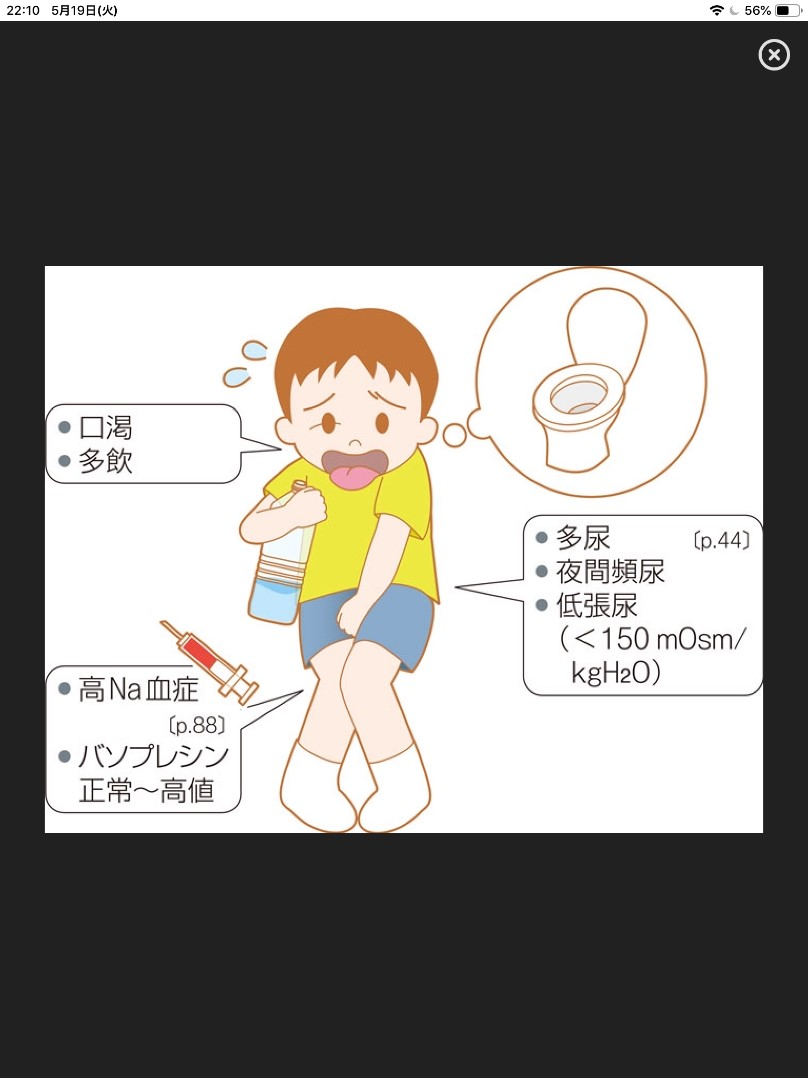 22:10 5月19日(火)
56%
口渇
多飲
多尿 〔p.44〕
夜間頻尿
低張尿
（＜150 mOsm/
kgH₂O）
高Na血症
〔p.88〕
バソプレシン
正常～高値